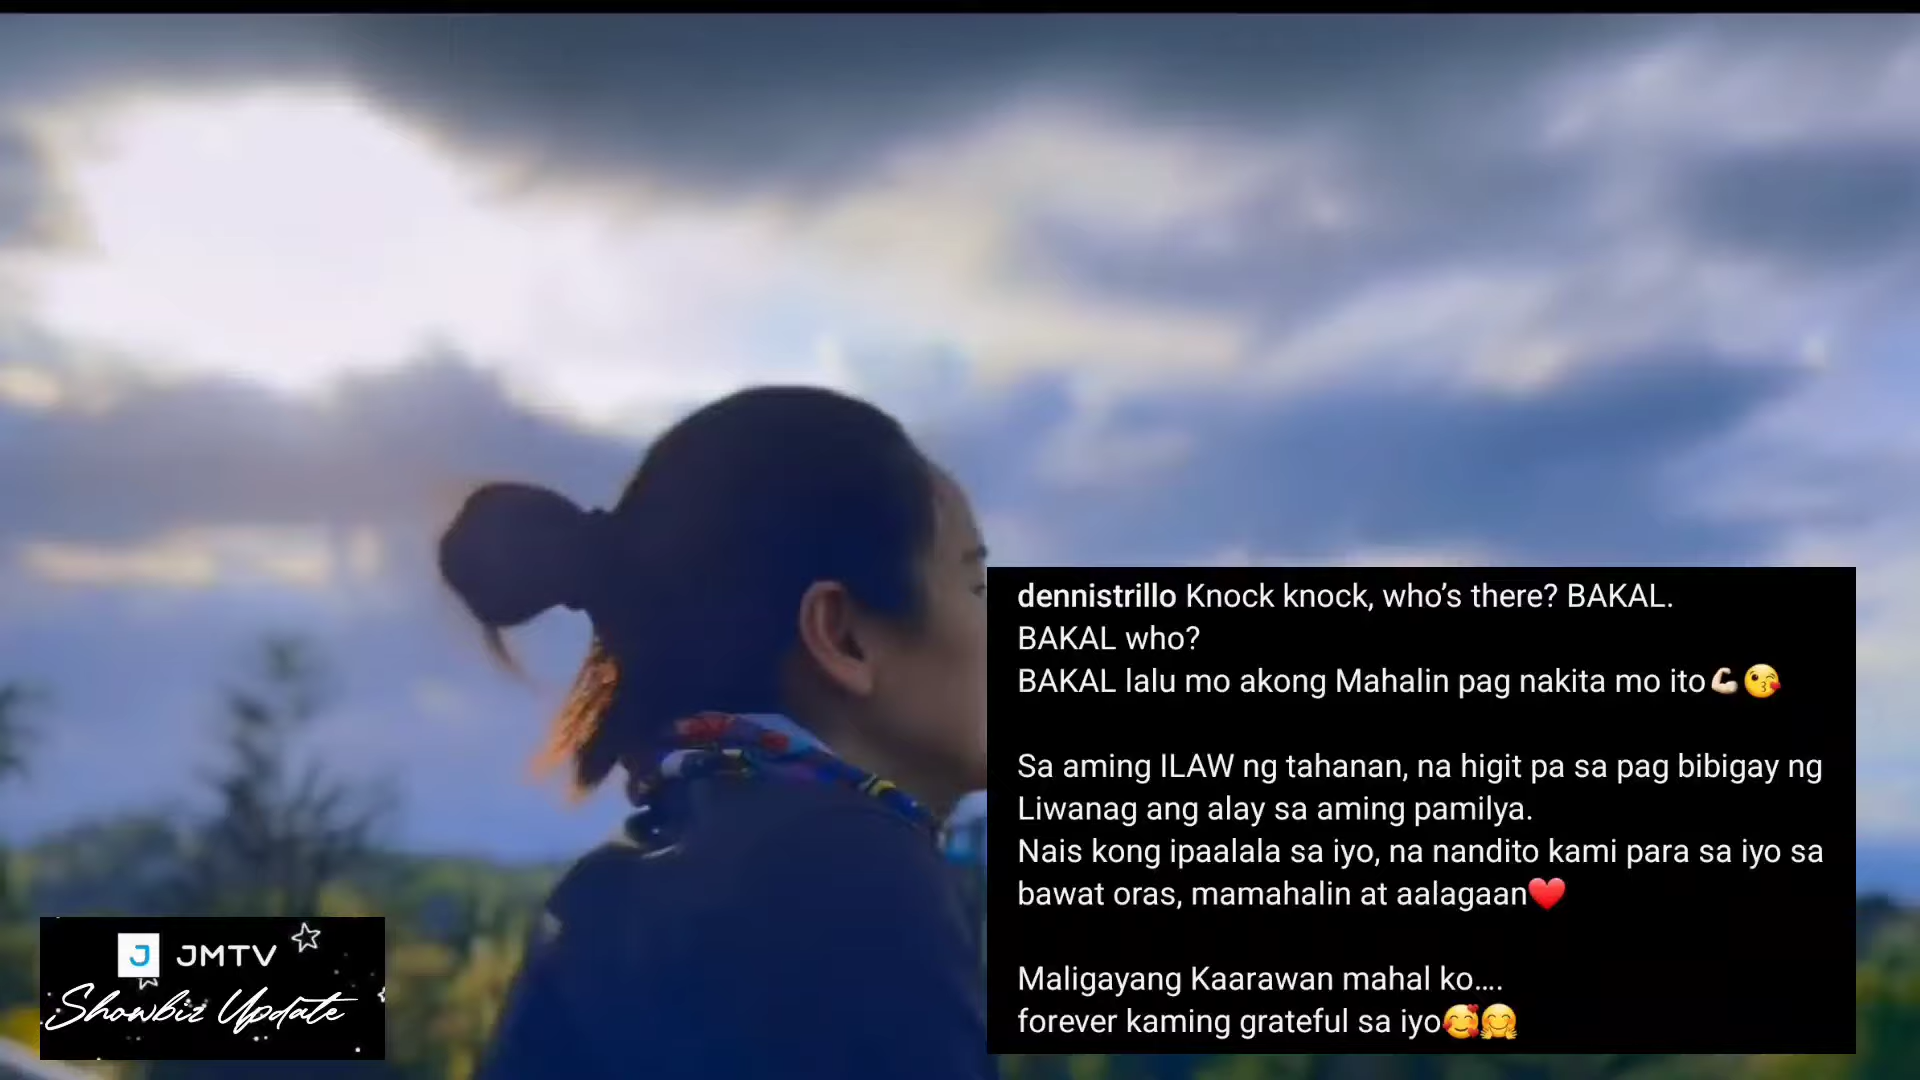 dennistrillo Knock knock, who’s there? BAKAL.
BAKAL who?
BAKAL lalu mo akong Mahalin pag nakita mo ito💪🏻😘
Sa aming ILAW ng tahanan, na higit pa sa pag bibigay ng
Liwanag ang alay sa aming pamilya.
Nais kong ipaalala sa iyo, na nandito kami para sa iyo sa
bawat oras, mamahalin at aalagaan❤️
Maligayang Kaarawan mahal ko....
forever kaming grateful sa iyo🥰🤗
J JMTV
Showbiz Update